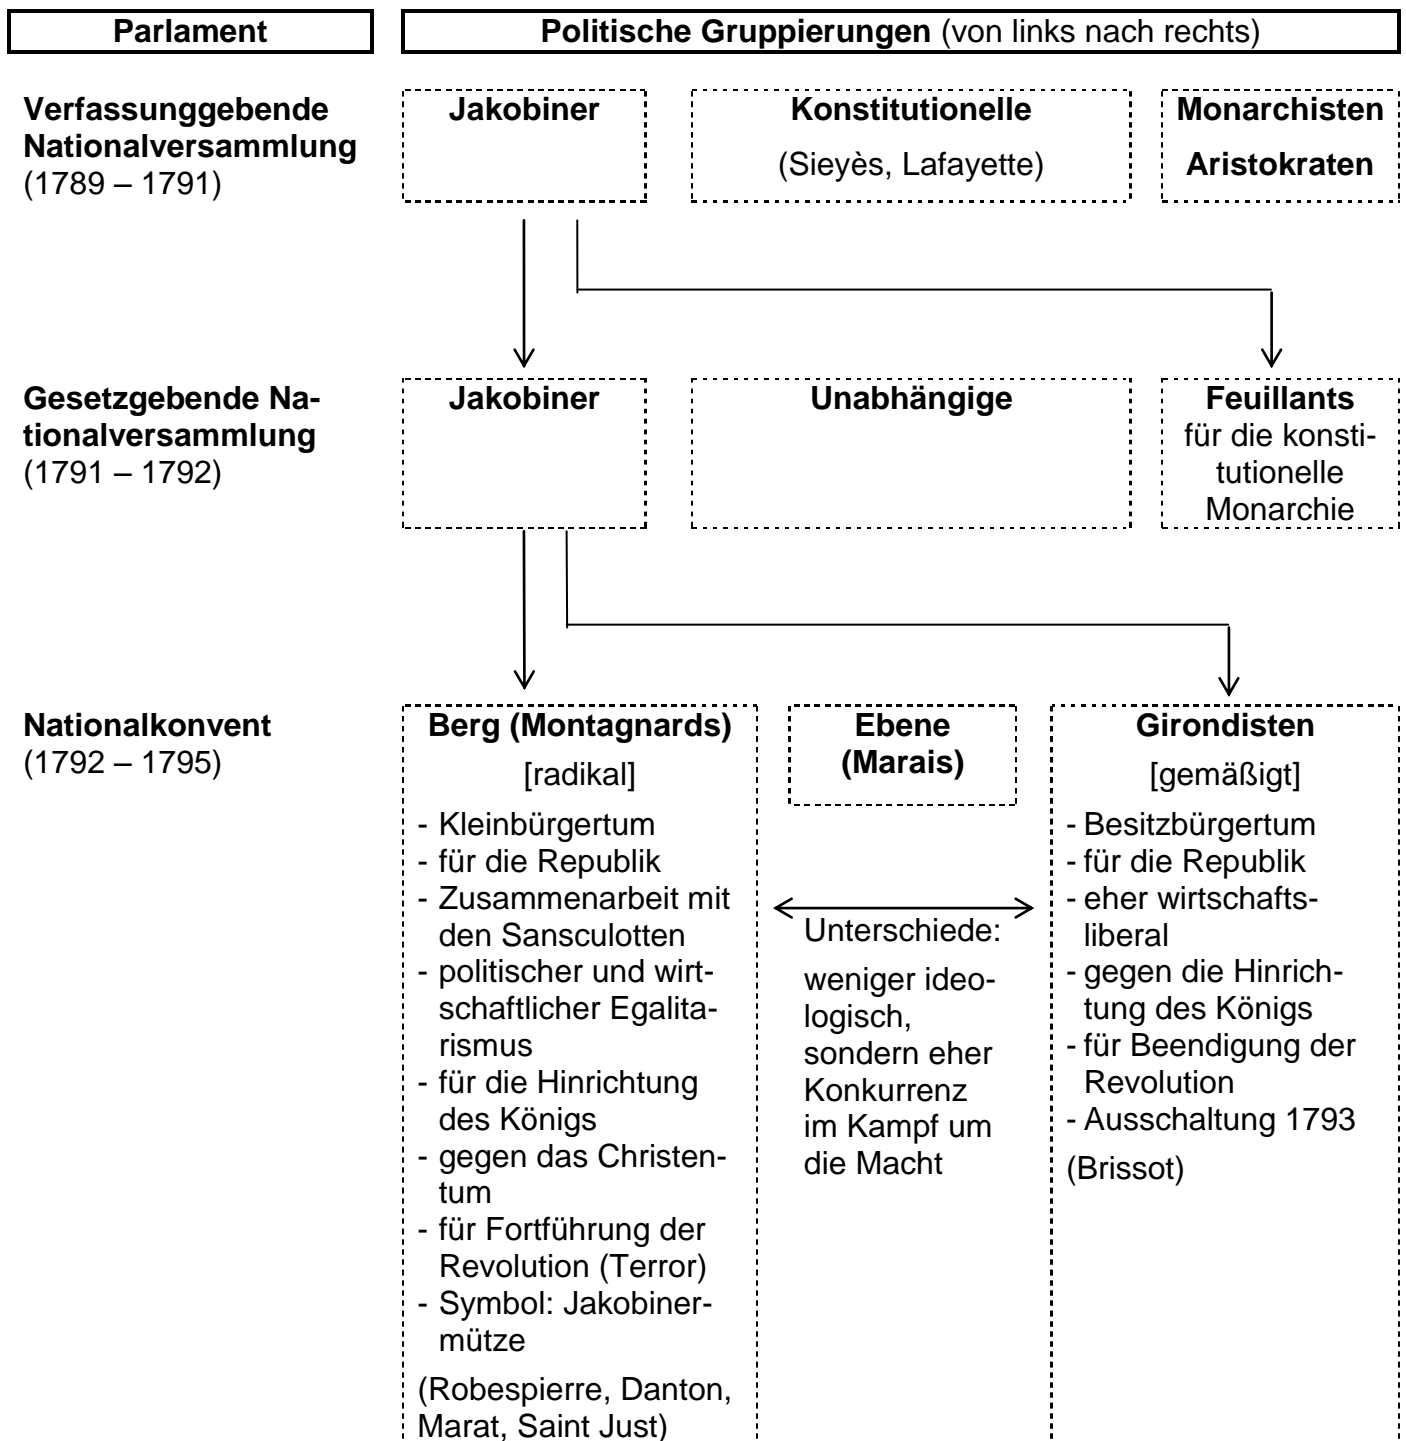 Parlament
Politische Gruppierungen (von links nach rechts)
Verfassunggebende
Nationalversammlung
(1789 – 1791)
Jakobiner
Konstitutionelle
(Sieyès, Lafayette)
Monarchisten
Aristokraten
Gesetzgebende Na-
tionalversammlung
(1791 – 1792)
Jakobiner
Unabhängige
Feuillants
für die konsti-
tutionelle
Monarchie
Nationalkonvent
(1792 – 1795)
Berg (Montagnards)
[radikal]
- Kleinbürgertum
- für die Republik
- Zusammenarbeit mit
den Sansculotten
- politischer und wirt-
schaftlicher Egalita-
rismus
- für die Hinrichtung
des Königs
- gegen das Christen-
tum
- für Fortführung der
Revolution (Terror)
- Symbol: Jakobiner-
mütze
(Robespierre, Danton,
Marat, Saint Just)
Ebene
(Marais)
Unterschiede:
weniger ideo-
logisch,
sondern eher
Konkurrenz
im Kampf um
die Macht
Girondisten
[gemäßigt]
- Besitzbürgertum
- für die Republik
- eher wirtschafts-
liberal
- gegen die Hinrich-
tung des Königs
- für Beendigung der
Revolution
- Ausschaltung 1793
(Brissot)